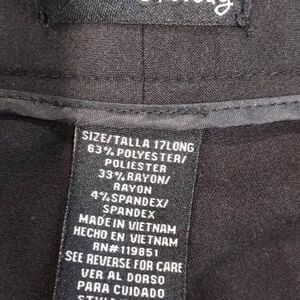 SIZE/TALLA 17LONG
63% POLYESTER/
POLIESTER
33% RAYON/
RAYON
4% SPANDEX/
SPANDEX
MADE IN VIETNAM
HECHO EN VIETNAM
RN#119851
SEE REVERSE FOR CARE
VER AL DORSO
PARA CUIDADO